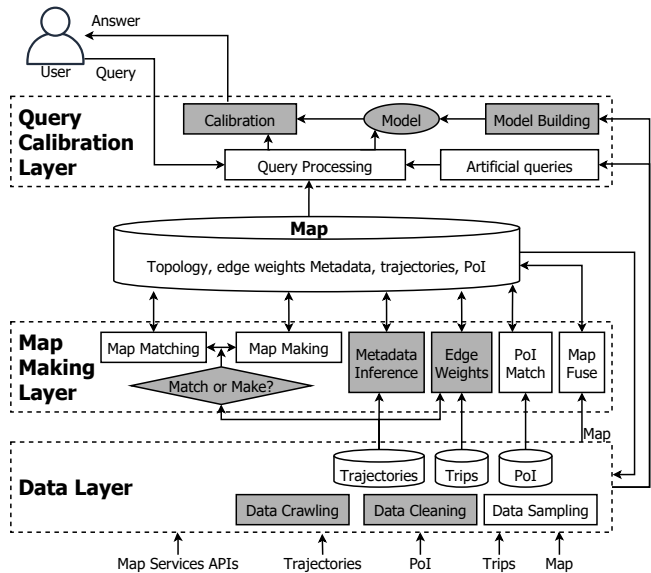 Answer
User
Query
Query
Calibration
Layer
Calibration
Model
Model Building
Query Processing
Artificial queries
Map
Topology, edge weights Metadata, trajectories, PoI
Map
Making
Layer
Map Matching
Map Making
Match or Make?
Metadata
Inference
Edge
Weights
PoI
Match
Map
Fuse
Map
Data Layer
Trajectories
Trips
PoI
Data Crawling
Data Cleaning
Data Sampling
Map Services APIs
Trajectories
PoI
Trips
Map